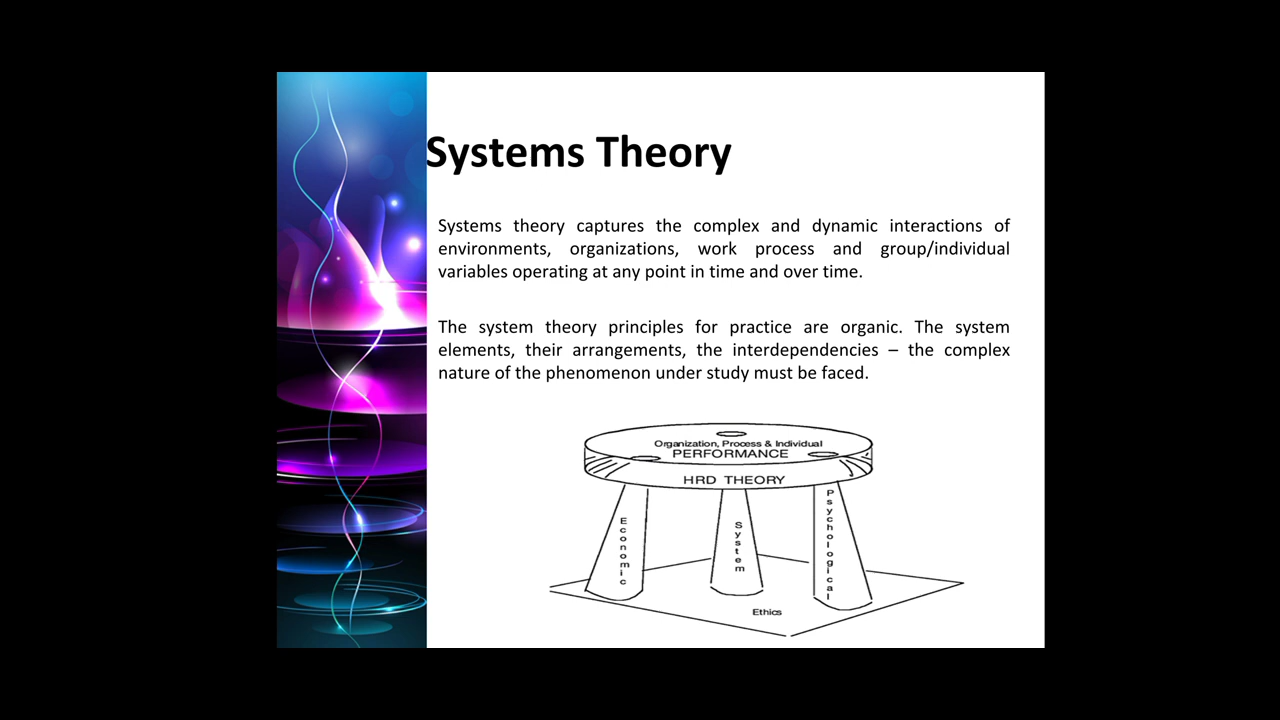 Systems Theory
Systems theory captures the complex and dynamic interactions of
environments, organizations, work process and group/individual
variables operating at any point in time and over time.
The system theory principles for practice are organic. The system
elements, their arrangements, the interdependencies – the complex
nature of the phenomenon under study must be faced.
Organization, Process & Individual
PERFORMANCE
HRD THEORY
Economic
System
Psychological
Ethics